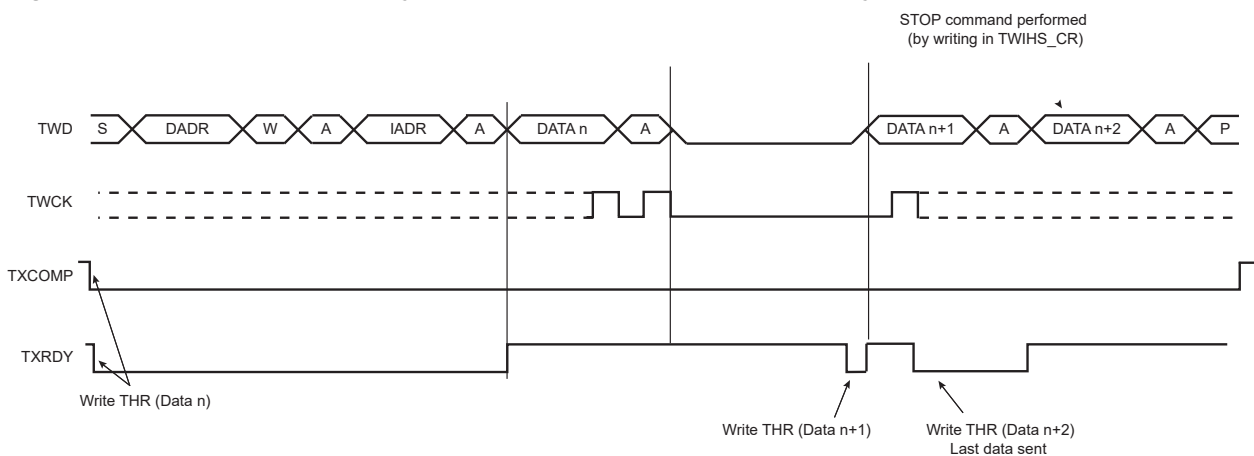 STOP command performed
(by writing in TWIHS_CR)
TWD S DADR W A IADR A DATA n A DATA n+1 A DATA n+2 A P
TWCK
TXCOMP
TXRDY
Write THR (Data n)
Write THR (Data n+1) Write THR (Data n+2)
Last data sent